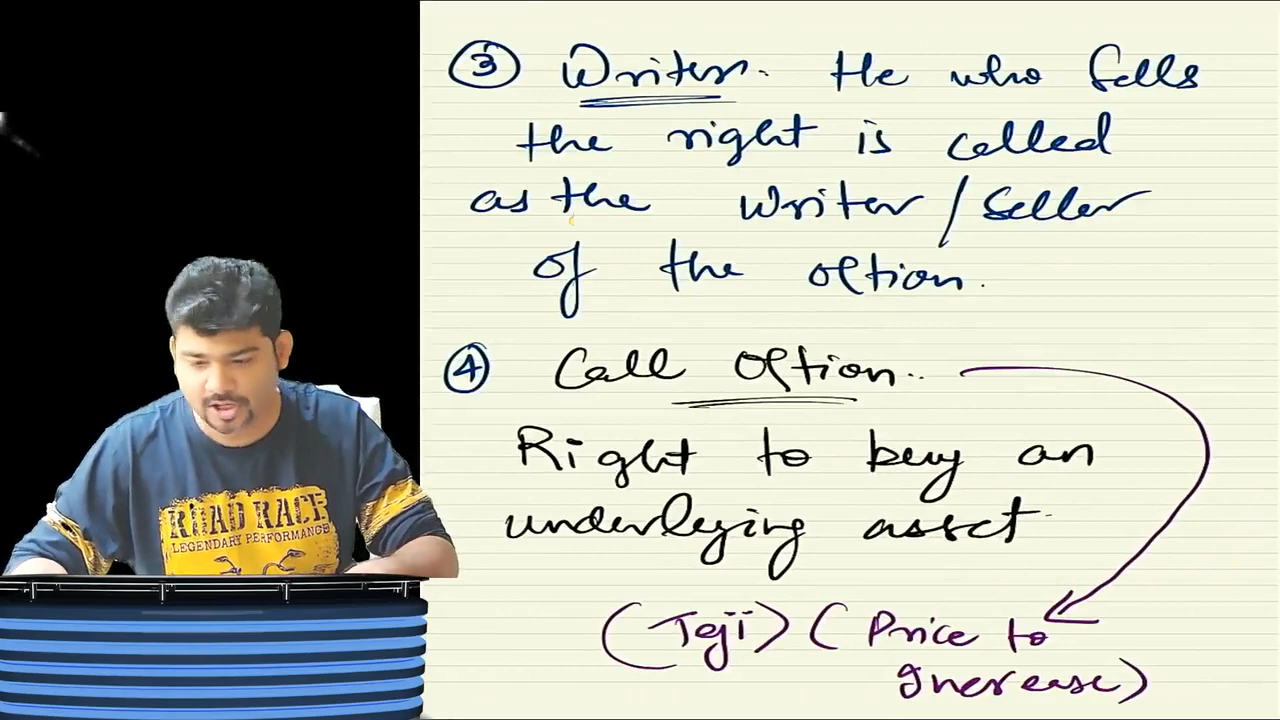 ③ Writer. He who sells
the right is called
as the writer/seller
of the option.
④ Call Option..
Right to buy an
underlying asset
(Teji) (Price to
increase)
ROAD RACE
LEGENDARY PERFORMANCE